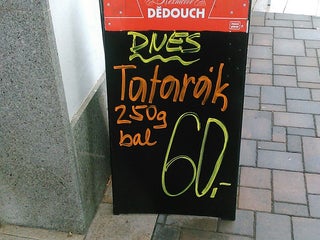 DĚDOUCH
DNES
Tatarák
250g
bal 60,-